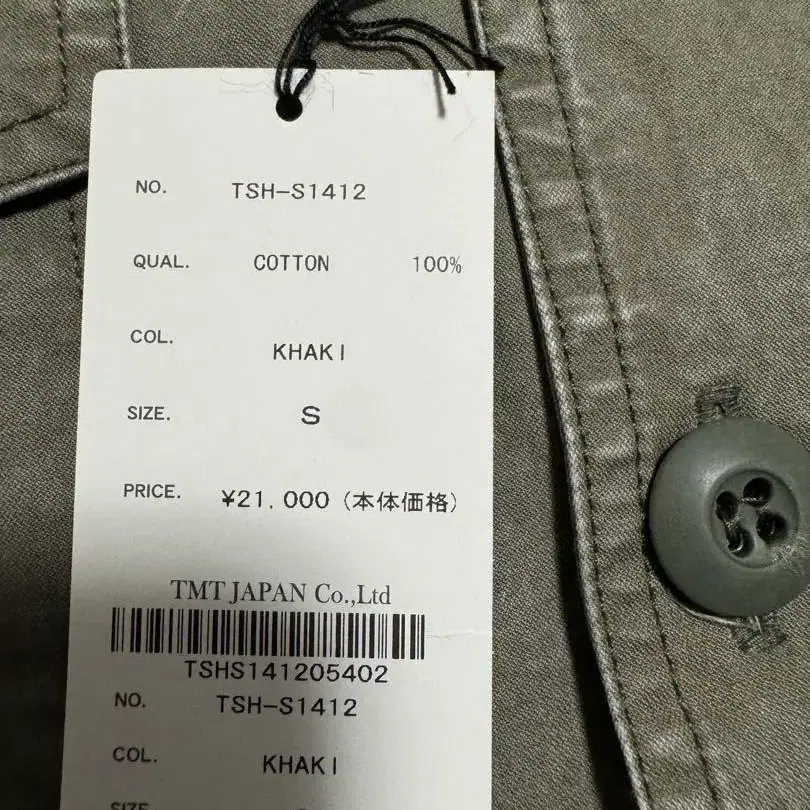 NO. TSH-S1412
QUAL. COTTON 100%
COL. KHAKI
SIZE. S
PRICE. ¥21,000 (本体価格)
TMT JAPAN Co.,Ltd
TSHS141205402
NO. TSH-S1412
COL. KHAKI
SIZE